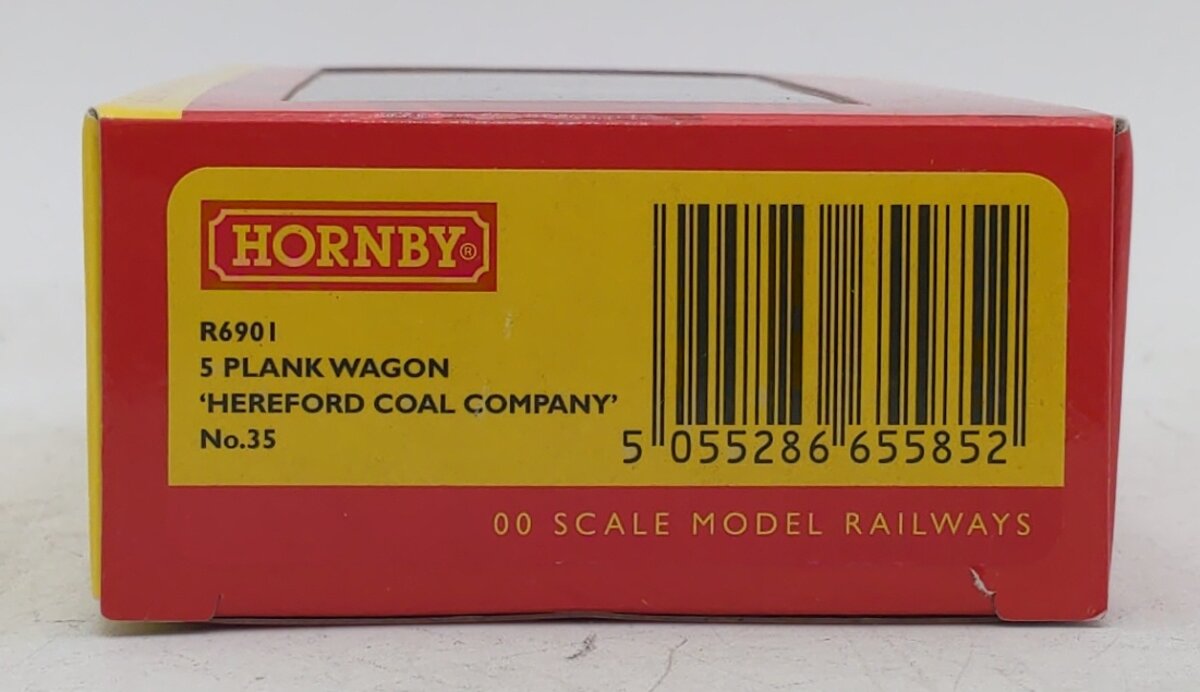 HORNBY®
R6901
5 PLANK WAGON
‘HEREFORD COAL COMPANY’
No.35
5 055286 655852
00 SCALE MODEL RAILWAYS